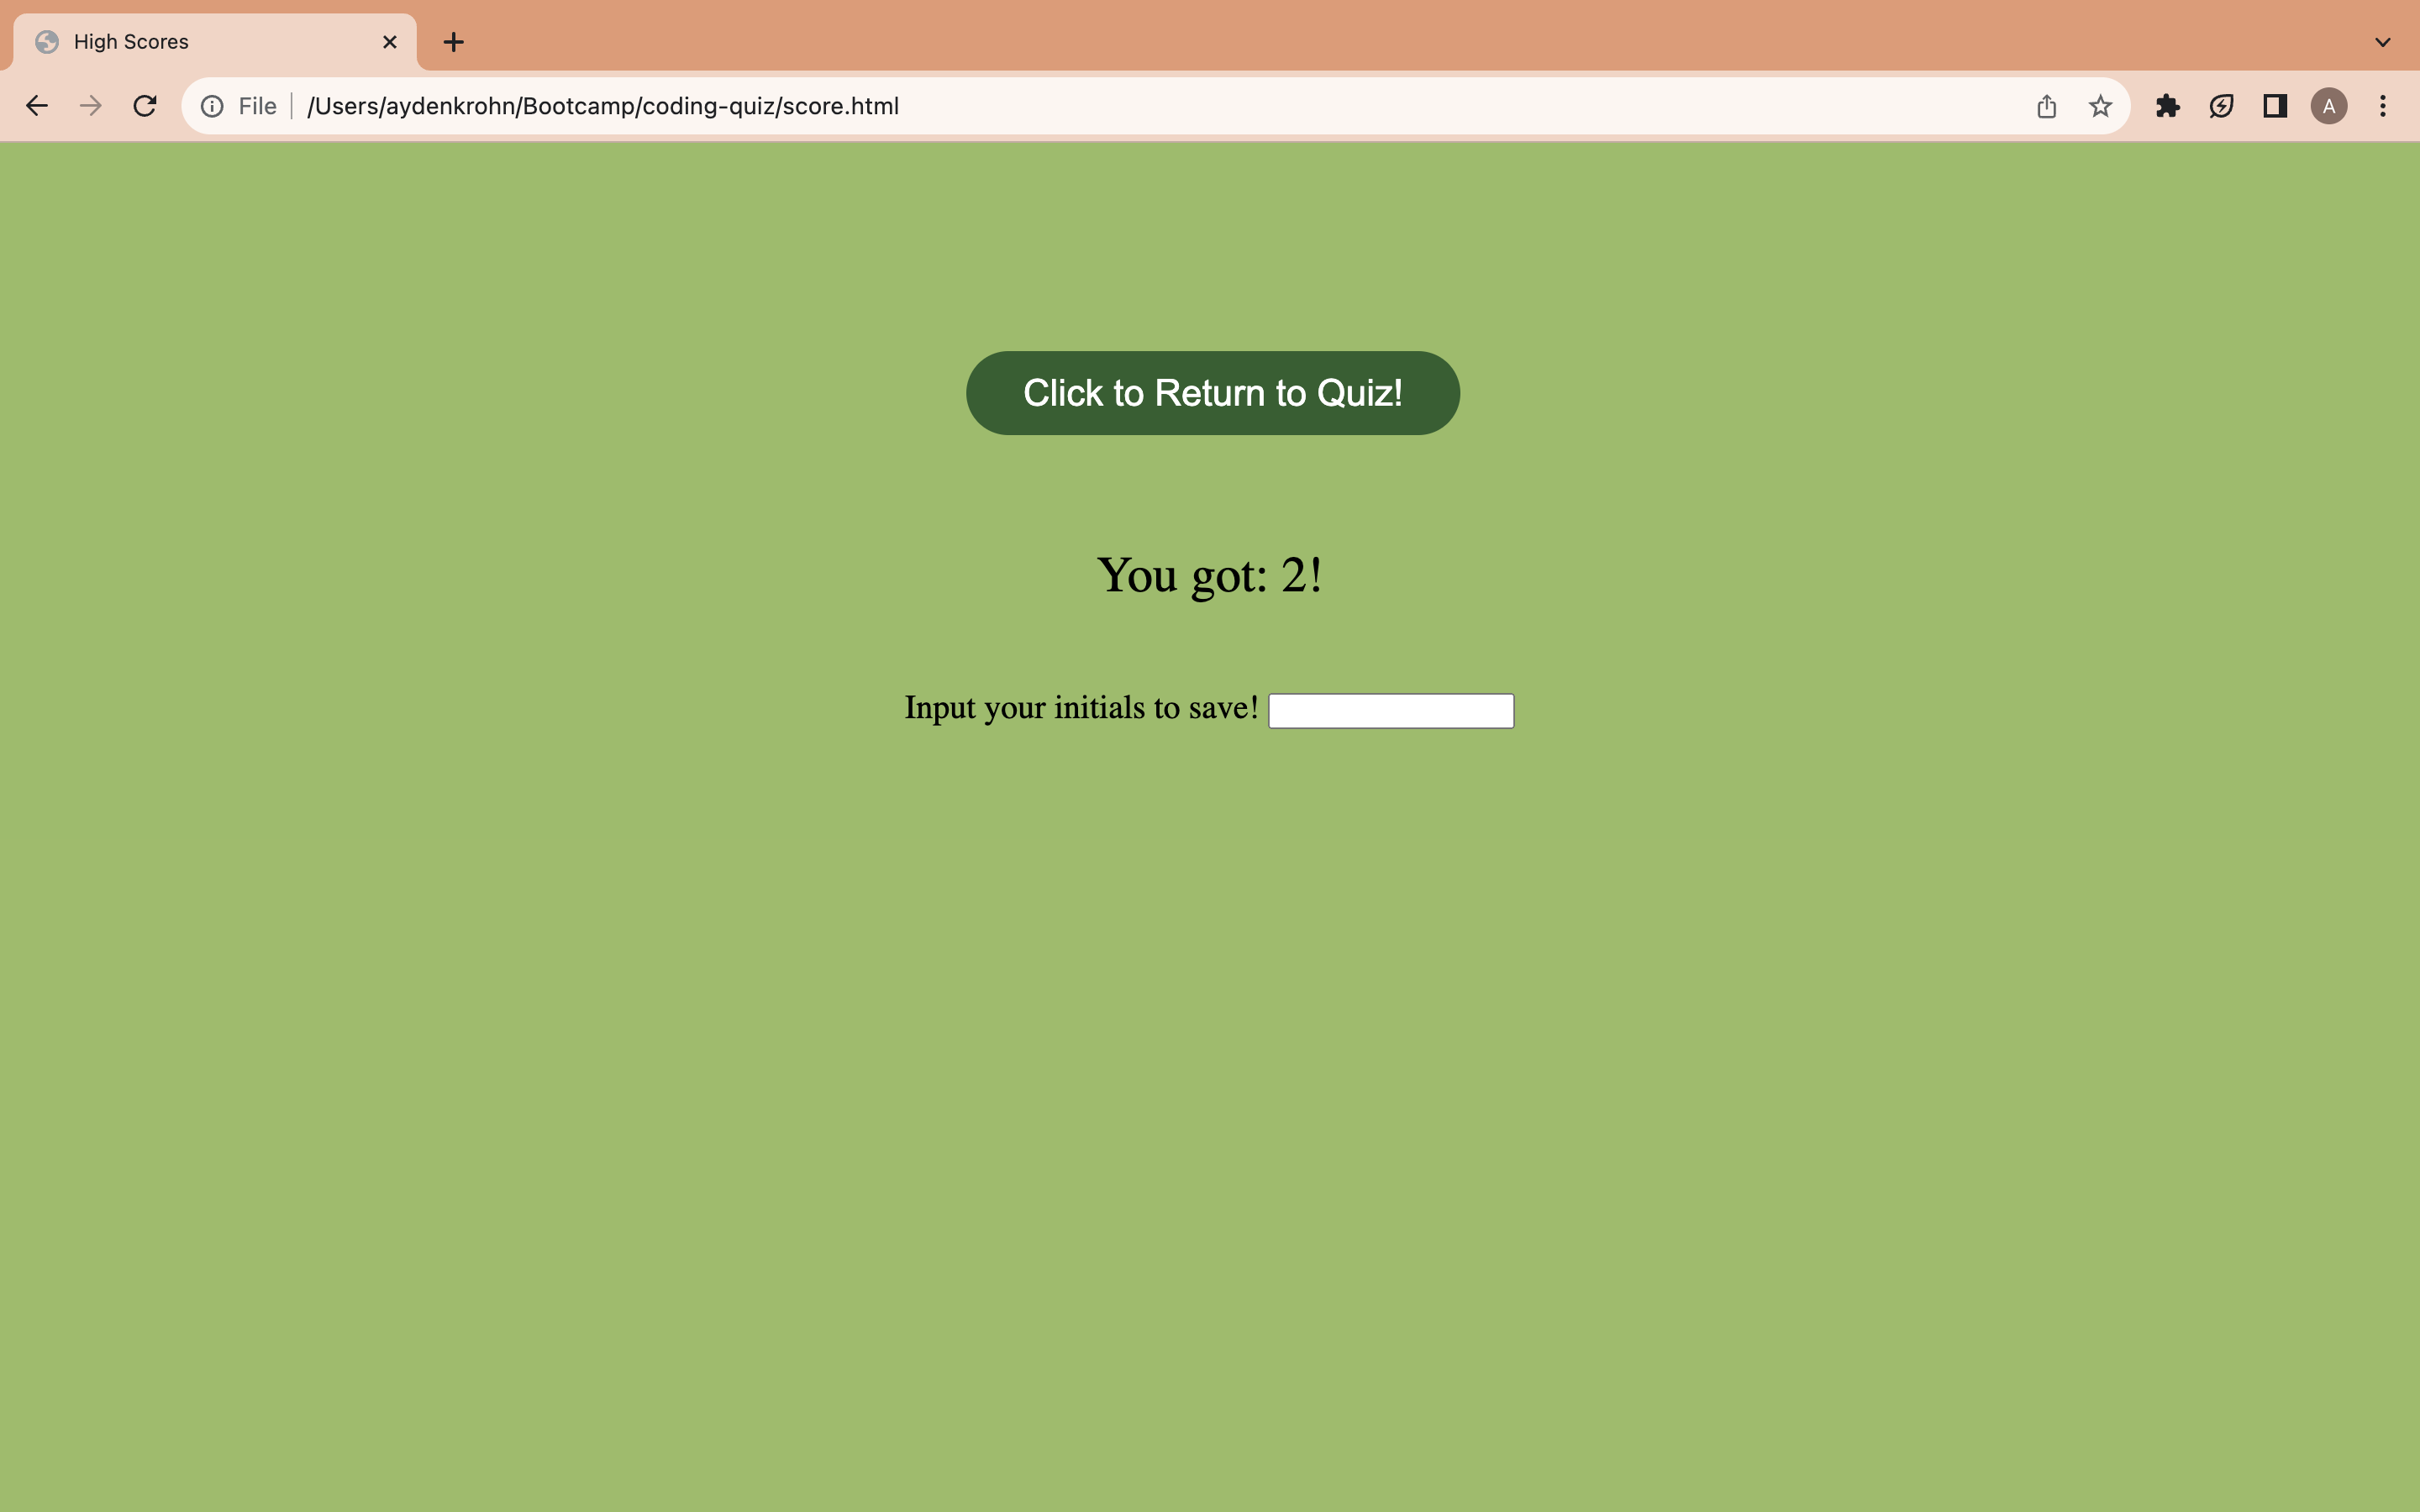 High Scores
File /Users/aydenkrohn/Bootcamp/coding-quiz/score.html
A
Click to Return to Quiz!
You got: 2!
Input your initials to save!